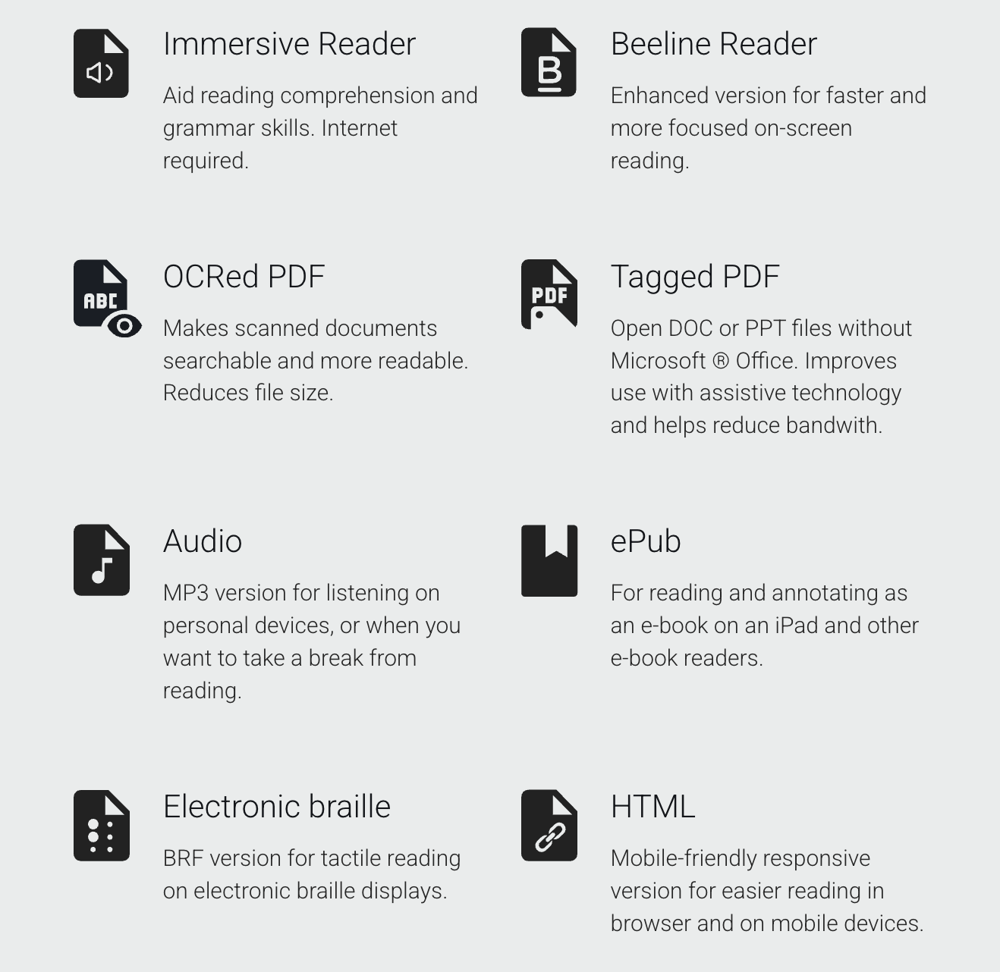 Immersive Reader
Aid reading comprehension and
grammar skills. Internet
required.
Beeline Reader
Enhanced version for faster and
more focused on-screen
reading.
OCRed PDF
Makes scanned documents
searchable and more readable.
Reduces file size.
Tagged PDF
Open DOC or PPT files without
Microsoft ® Office. Improves
use with assistive technology
and helps reduce bandwith.
Audio
MP3 version for listening on
personal devices, or when you
want to take a break from
reading.
ePub
For reading and annotating as
an e-book on an iPad and other
e-book readers.
Electronic braille
BRF version for tactile reading
on electronic braille displays.
HTML
Mobile-friendly responsive
version for easier reading in
browser and on mobile devices.
B
ABC
PDF